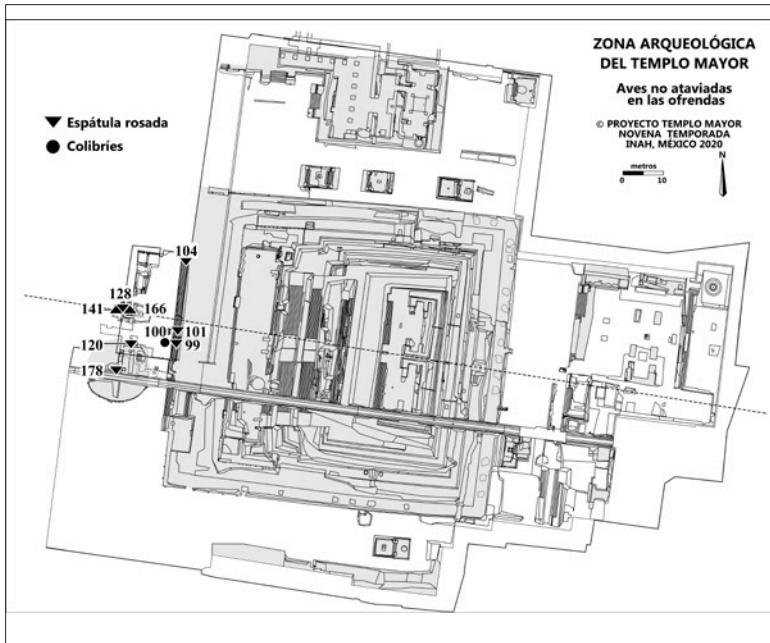 ZONA ARQUEOLÓGICA
DEL TEMPLO MAYOR
Aves no ataviadas
en las ofrendas
© PROYECTO TEMPLO MAYOR
NOVENA TEMPORADA
INAH, MÉXICO 2020
metros
0 10
N
Espátula rosada
Colibríes
104
128
141 166
100 101
120 99
178